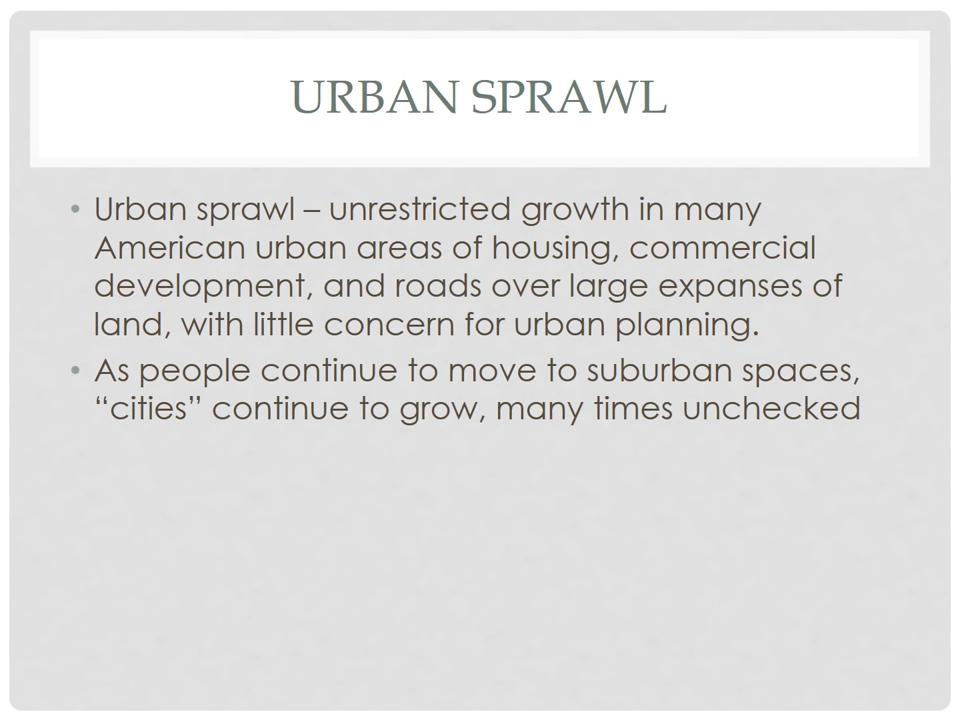 URBAN SPRAWL
• Urban sprawl – unrestricted growth in many
American urban areas of housing, commercial
development, and roads over large expanses of
land, with little concern for urban planning.
• As people continue to move to suburban spaces,
“cities” continue to grow, many times unchecked